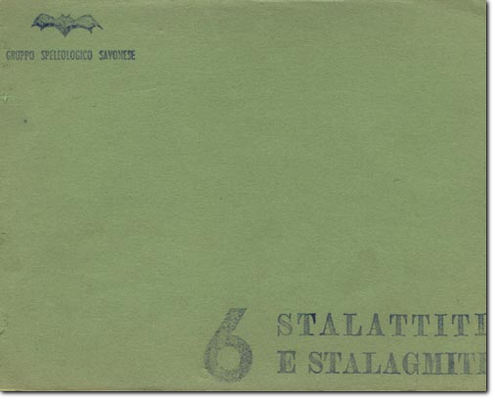 GRUPPO SPELEOLOGICO SAVONESE
6 STALATTITI
E STALAGMITI